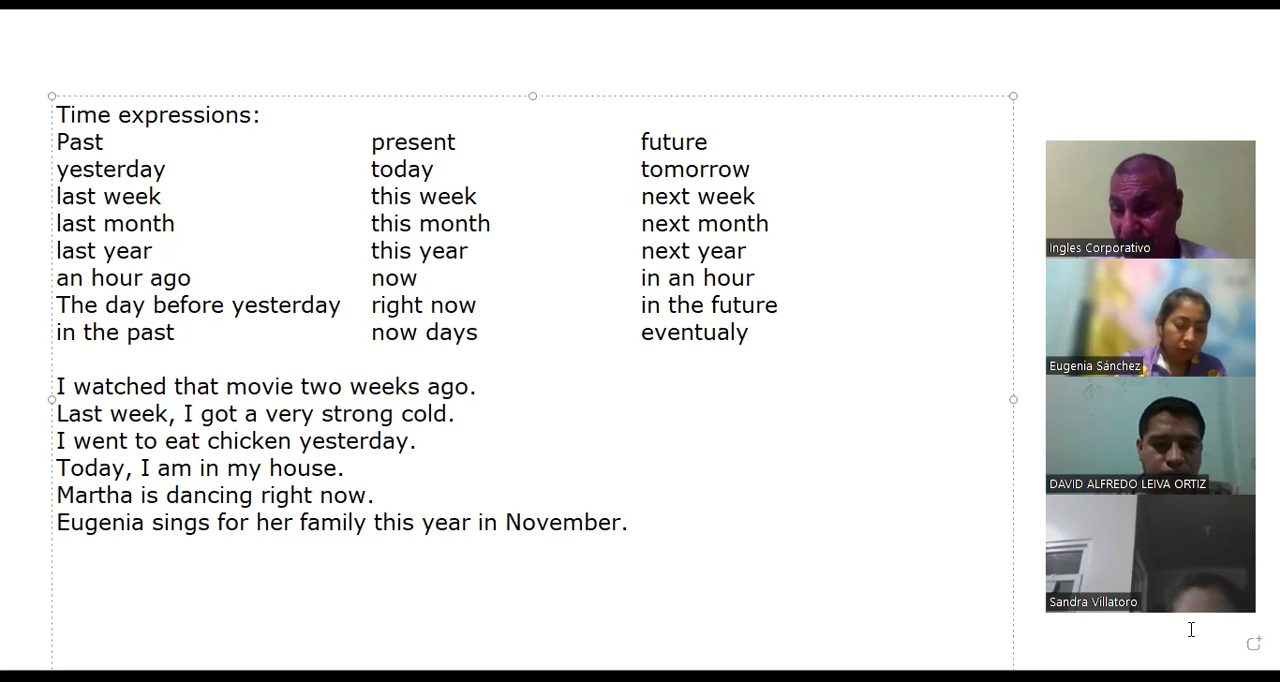 Time expressions:
Past present future
yesterday today tomorrow
last week this week next week
last month this month next month
last year this year next year
an hour ago now in an hour
The day before yesterday right now in the future
in the past now days eventualy
I watched that movie two weeks ago.
Last week, I got a very strong cold.
I went to eat chicken yesterday.
Today, I am in my house.
Martha is dancing right now.
Eugenia sings for her family this year in November.
Ingles Corporativo
Eugenia Sánchez
DAVID ALFREDO LEIVA ORTIZ
Sandra Villatoro